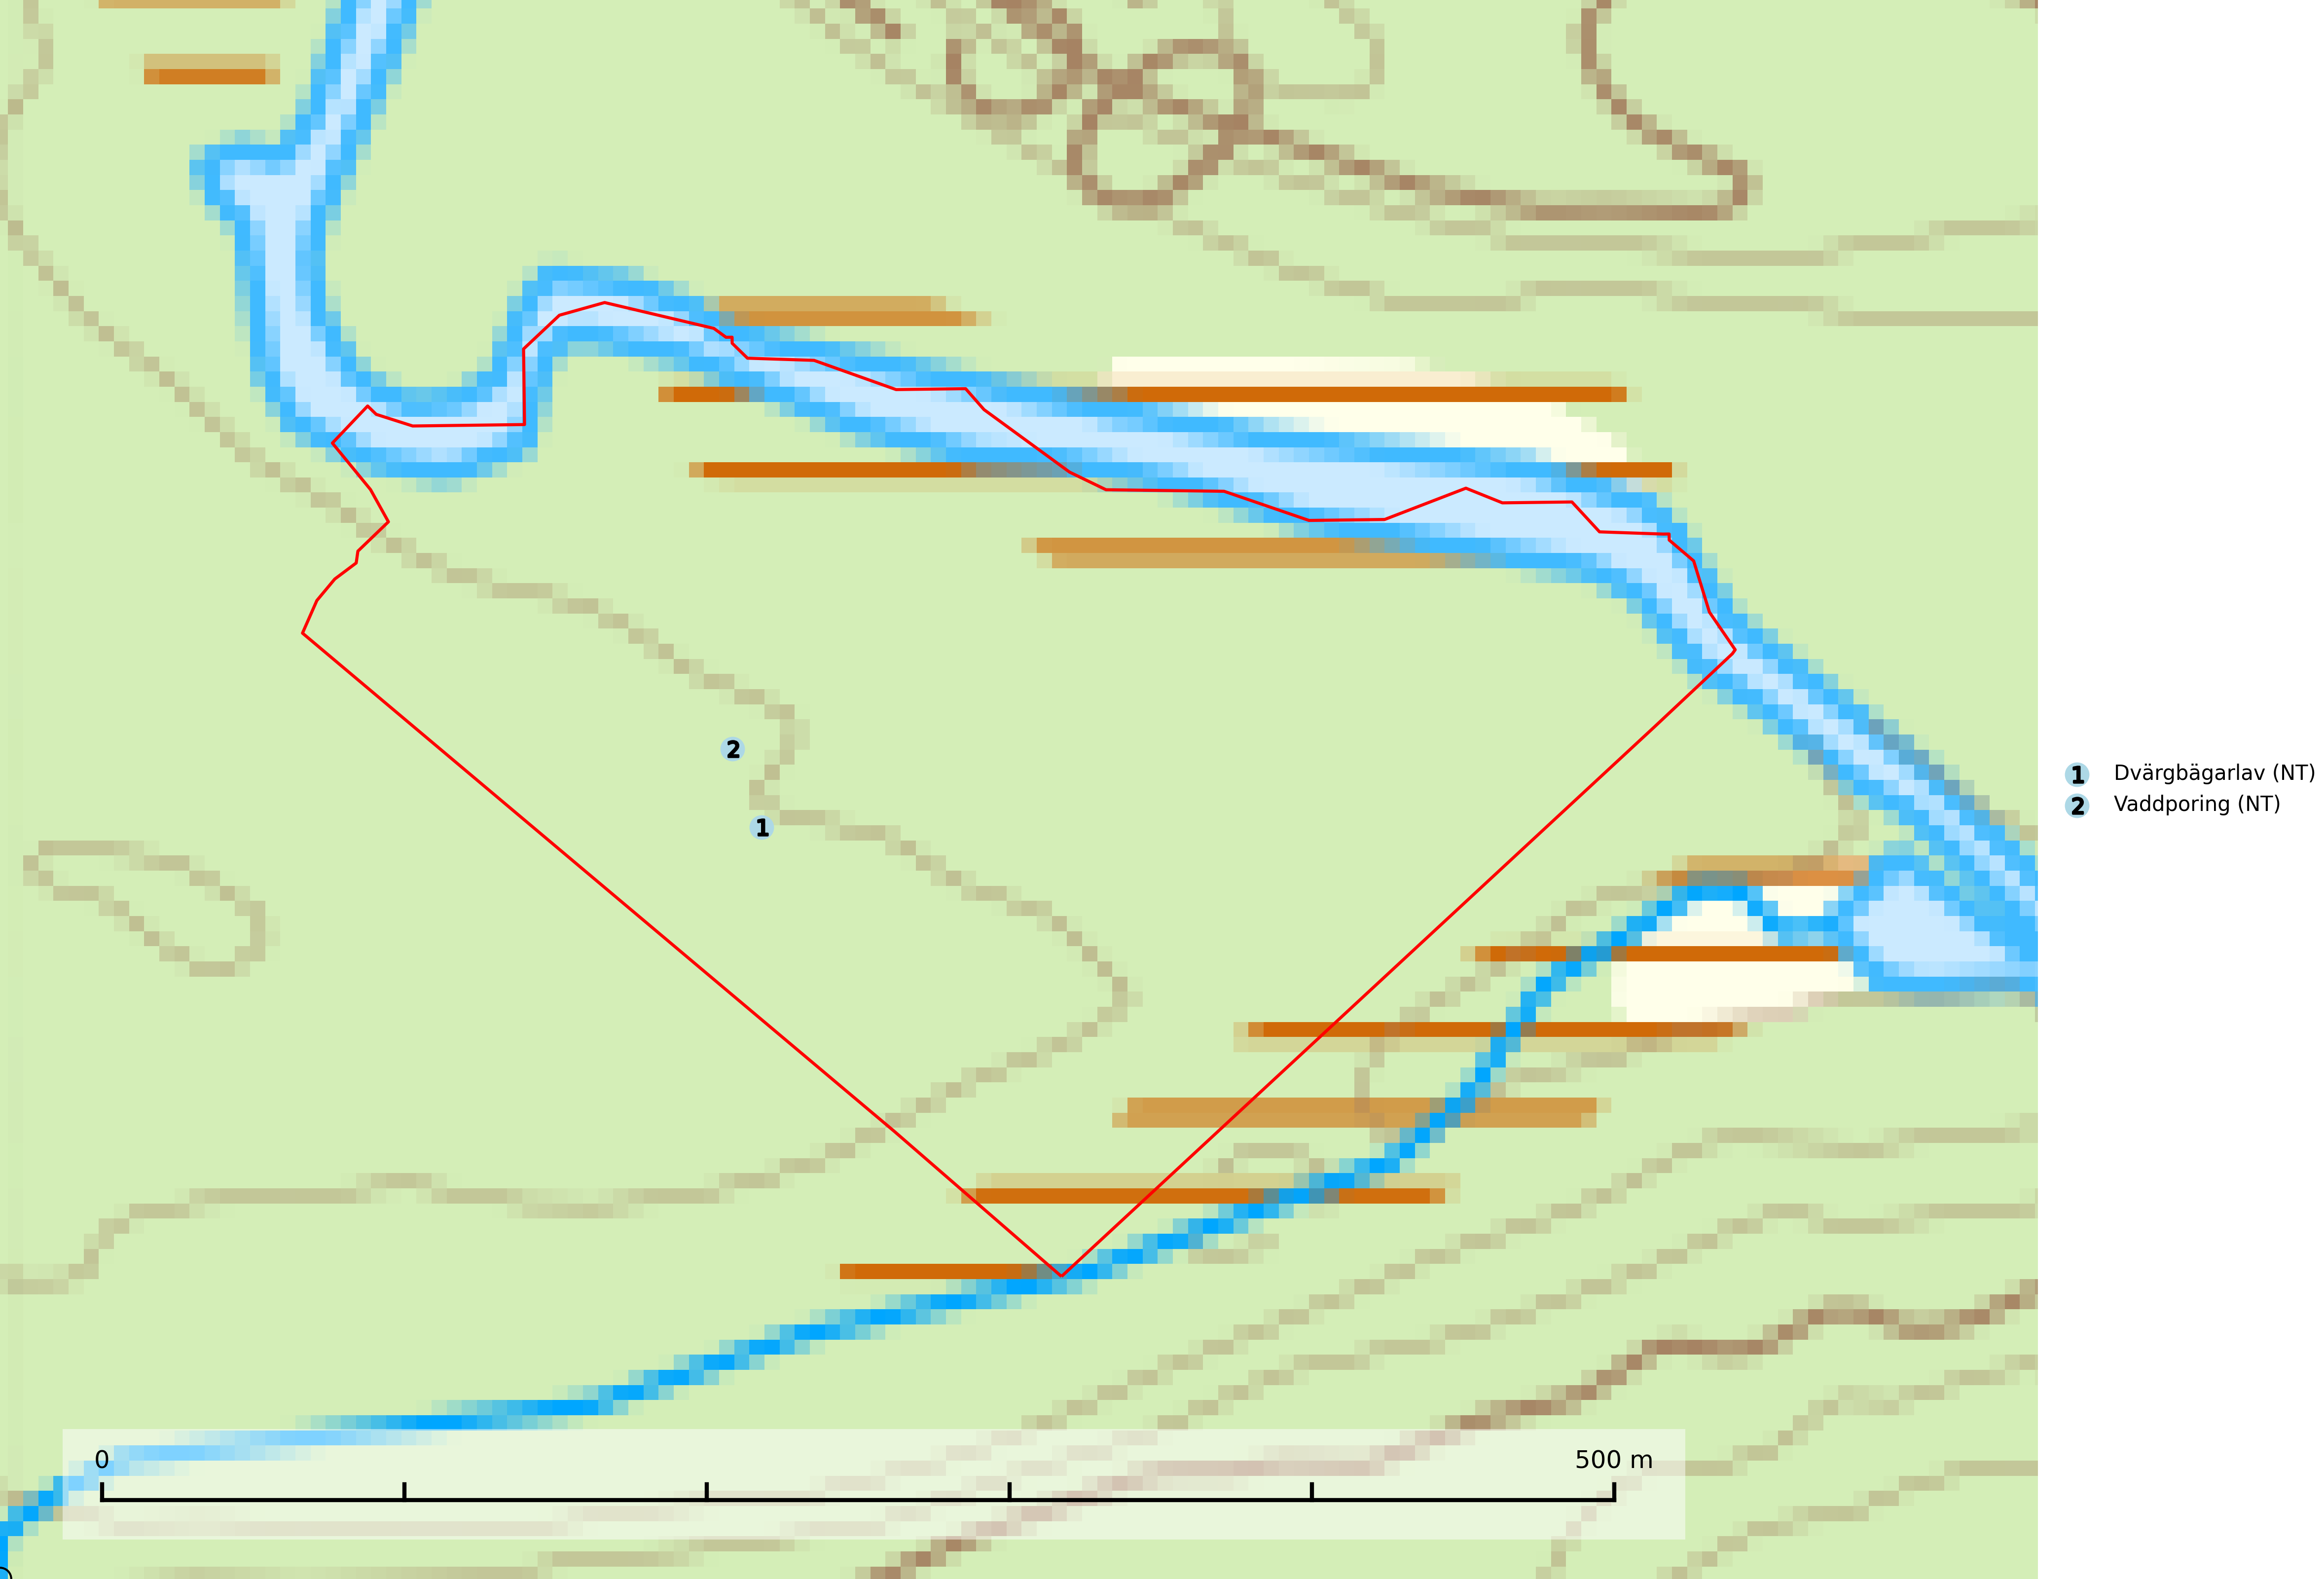 2
1
1 Dvärgbägarlav (NT)
2 Vaddporing (NT)
0 500 m